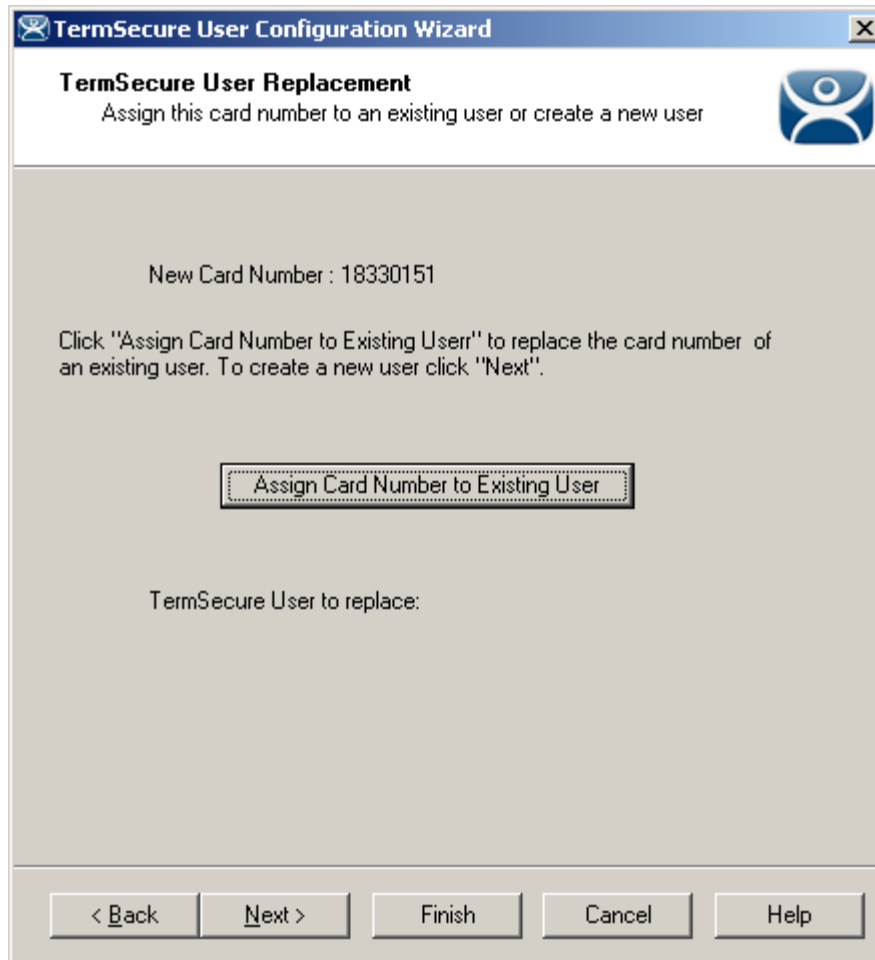 TermSecure User Configuration Wizard
TermSecure User Replacement
Assign this card number to an existing user or create a new user
New Card Number : 18330151
Click "Assign Card Number to Existing Userr" to replace the card number  of
an existing user. To create a new user click "Next".
Assign Card Number to Existing User
TermSecure User to replace:
< Back Next > Finish Cancel Help